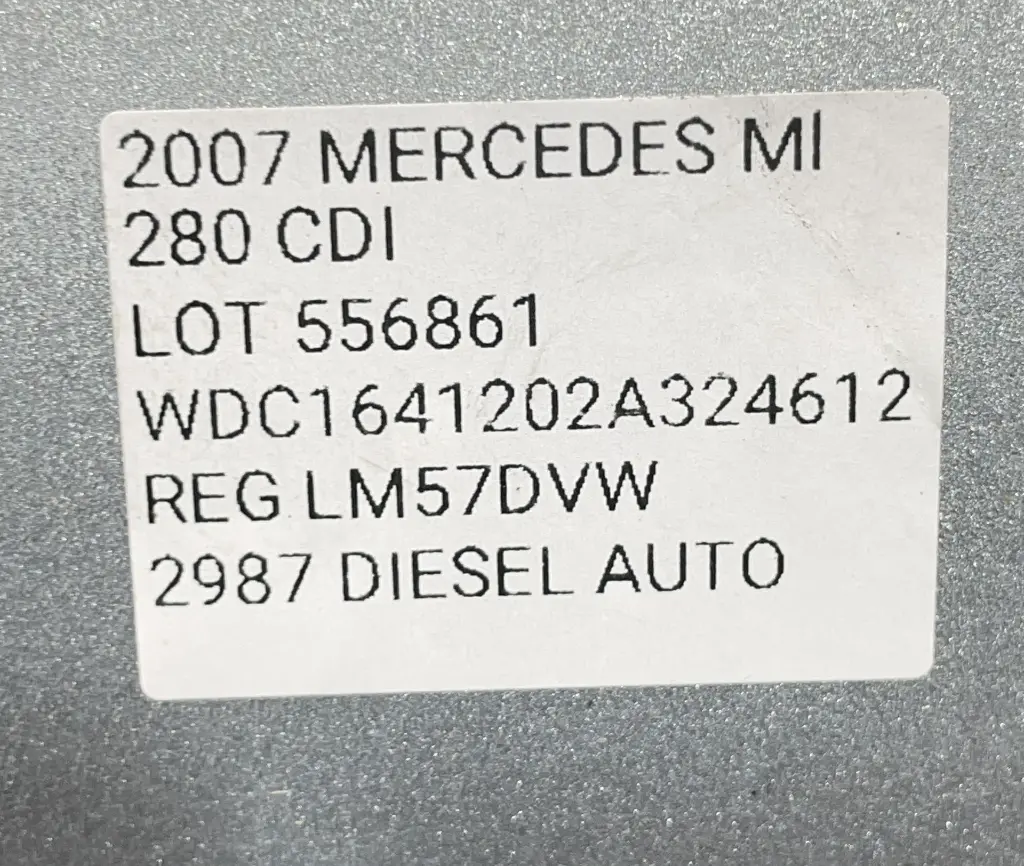 2007 MERCEDES Ml
280 CDI
LOT 556861
WDC1641202A324612
REG LM57DVW
2987 DIESEL AUTO